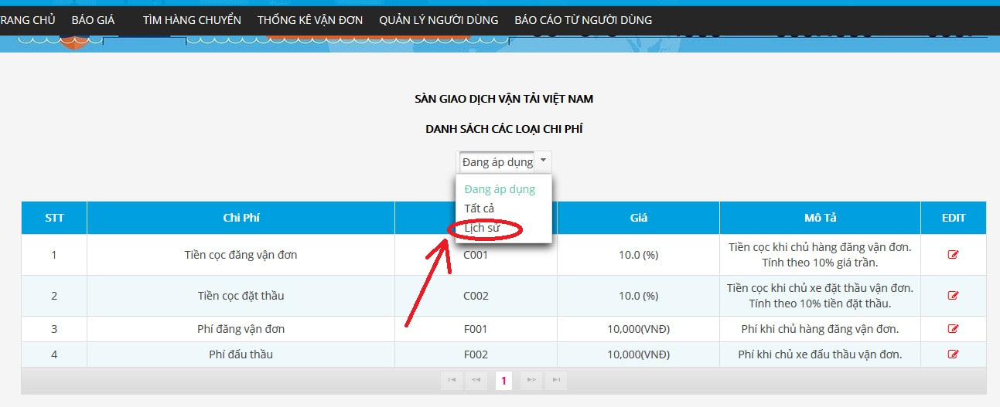 RANG CHỦ BÁO GIÁ TÌM HÀNG CHUYỂN THỐNG KÊ VẬN ĐƠN QUẢN LÝ NGƯỜI DÙNG BÁO CÁO TỪ NGƯỜI DÙNG
SÀN GIAO DỊCH VẬN TẢI VIỆT NAM
DANH SÁCH CÁC LOẠI CHI PHÍ
Đang áp dụng
Đang áp dụng
Tất cả
Lịch sử
STT Chi Phí Giá Mô Tả EDIT
1 Tiền cọc đăng vận đơn C001 10.0 (%) Tiền cọc khi chủ hàng đăng vận đơn.
Tính theo 10% giá trần.
2 Tiền cọc đặt thầu C002 10.0 (%) Tiền cọc khi chủ xe đặt thầu vận đơn.
Tính theo 10% tiền đặt thầu.
3 Phí đăng vận đơn F001 10,000(VNĐ) Phí khi chủ hàng đăng vận đơn.
4 Phí đấu thầu F002 10,000(VNĐ) Phí khi chủ xe đấu thầu vận đơn.
1